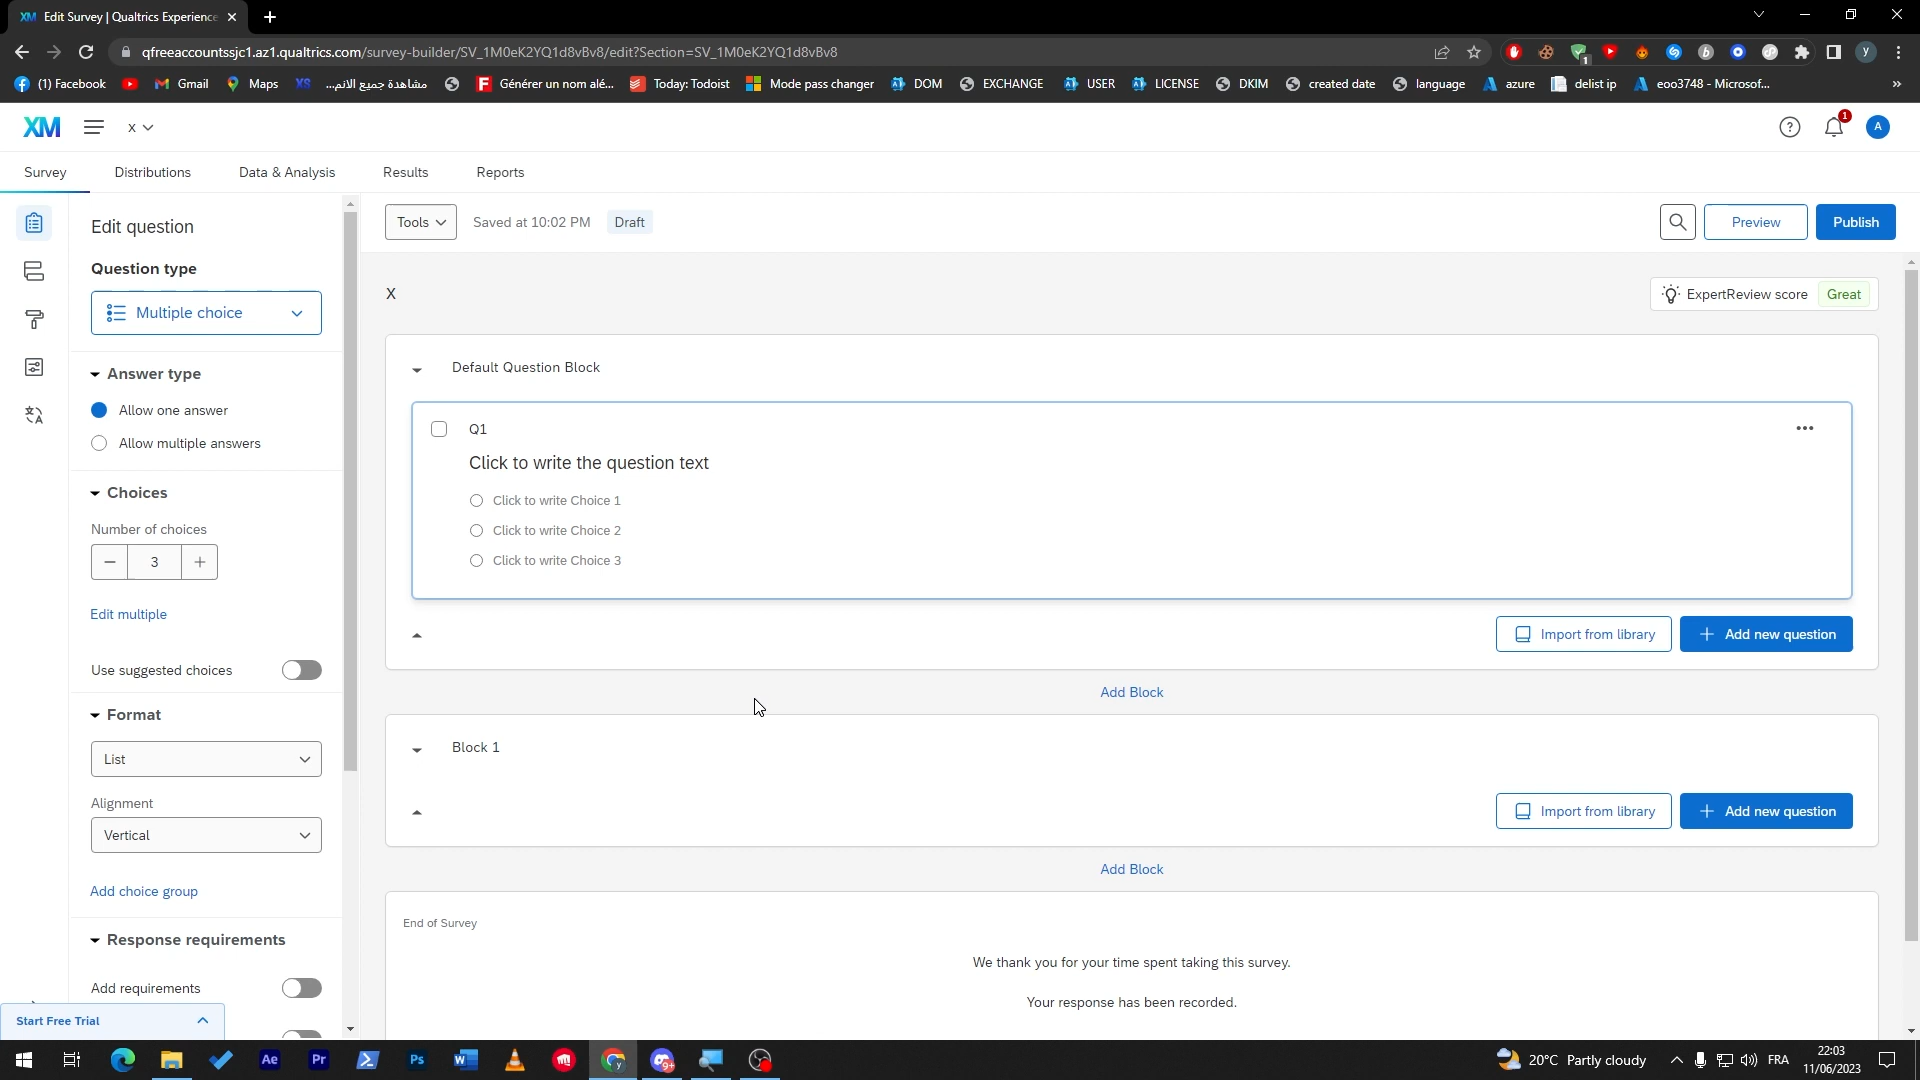 XM Edit Survey | Qualtrics Experience
qfreeaccountssjc1.az1.qualtrics.com/survey-builder/SV_1M0eK2YQ1d8vBv8/edit?Section=SV_1M0eK2YQ1d8vBv8
(1) Facebook Gmail Maps XS مشاهدة جميع الانم... Générer un nom alé... Today: Todoist Mode pass changer DOM EXCHANGE USER LICENSE DKIM created date language azure delist ip eoo3748 - Microsof...
XM x 1 A
Survey Distributions Data & Analysis Results Reports
Edit question
Question type
Multiple choice
Answer type
Allow one answer
Allow multiple answers
Choices
Number of choices
3
Edit multiple
Use suggested choices
Format
List
Alignment
Vertical
Add choice group
Response requirements
Add requirements
Start Free Trial
Tools Saved at 10:02 PM Draft Preview Publish
X ExpertReview score Great
Default Question Block
Q1
Click to write the question text
Click to write Choice 1
Click to write Choice 2
Click to write Choice 3
Import from library Add new question
Add Block
Block 1
Import from library Add new question
Add Block
End of Survey
We thank you for your time spent taking this survey.
Your response has been recorded.
Ae Pr Ps W 9+ 20°C Partly cloudy FRA 22:03
11/06/2023